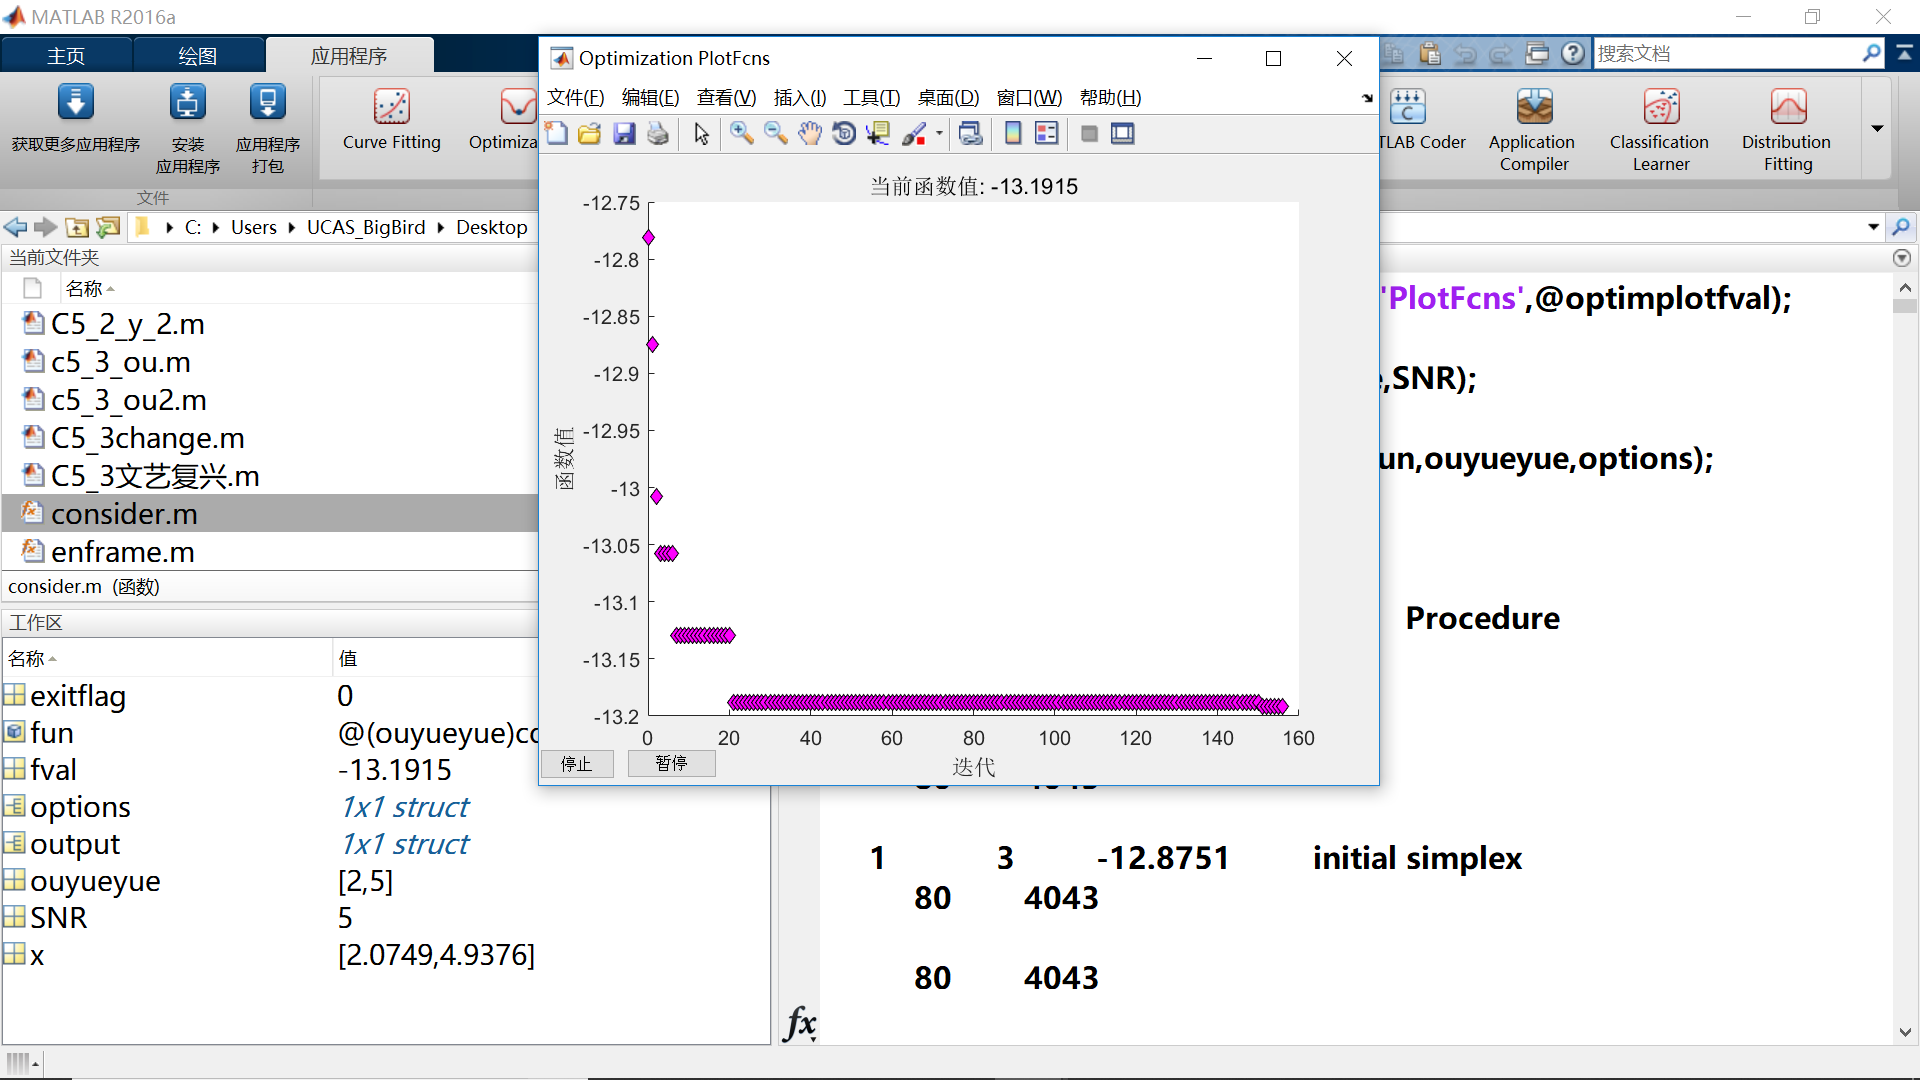 MATLAB R2016a
主页
绘图
应用程序
搜索文档
获取更多应用程序
安装
应用程序
应用程序
打包
Curve Fitting
Optimiza
TLAB Coder
Application
Compiler
Classification
Learner
Distribution
Fitting
文件
C: Users UCAS_BigBird Desktop
当前文件夹
名称
C5_2_y_2.m
c5_3_ou.m
c5_3_ou2.m
C5_3change.m
C5_3文艺复兴.m
consider.m
enframe.m
consider.m (函数)
工作区
名称 值
exitflag 0
fun @(ouyueyue)co
fval -13.1915
options 1x1 struct
output 1x1 struct
ouyueyue [2,5]
SNR 5
x [2.0749,4.9376]
Optimization PlotFcns
文件(F) 编辑(E) 查看(V) 插入(I) 工具(T) 桌面(D) 窗口(W) 帮助(H)
当前函数值: -13.1915
-12.75
-12.8
-12.85
-12.9
-12.95
-13
-13.05
-13.1
-13.15
-13.2
函数值
0 20 40 60 80 100 120 140 160
迭代
停止 暂停
'PlotFcns',@optimplotfval);
,SNR);
un,ouyueyue,options);
Procedure
1 3 -12.8751 initial simplex
80 4043
80 4043
fx